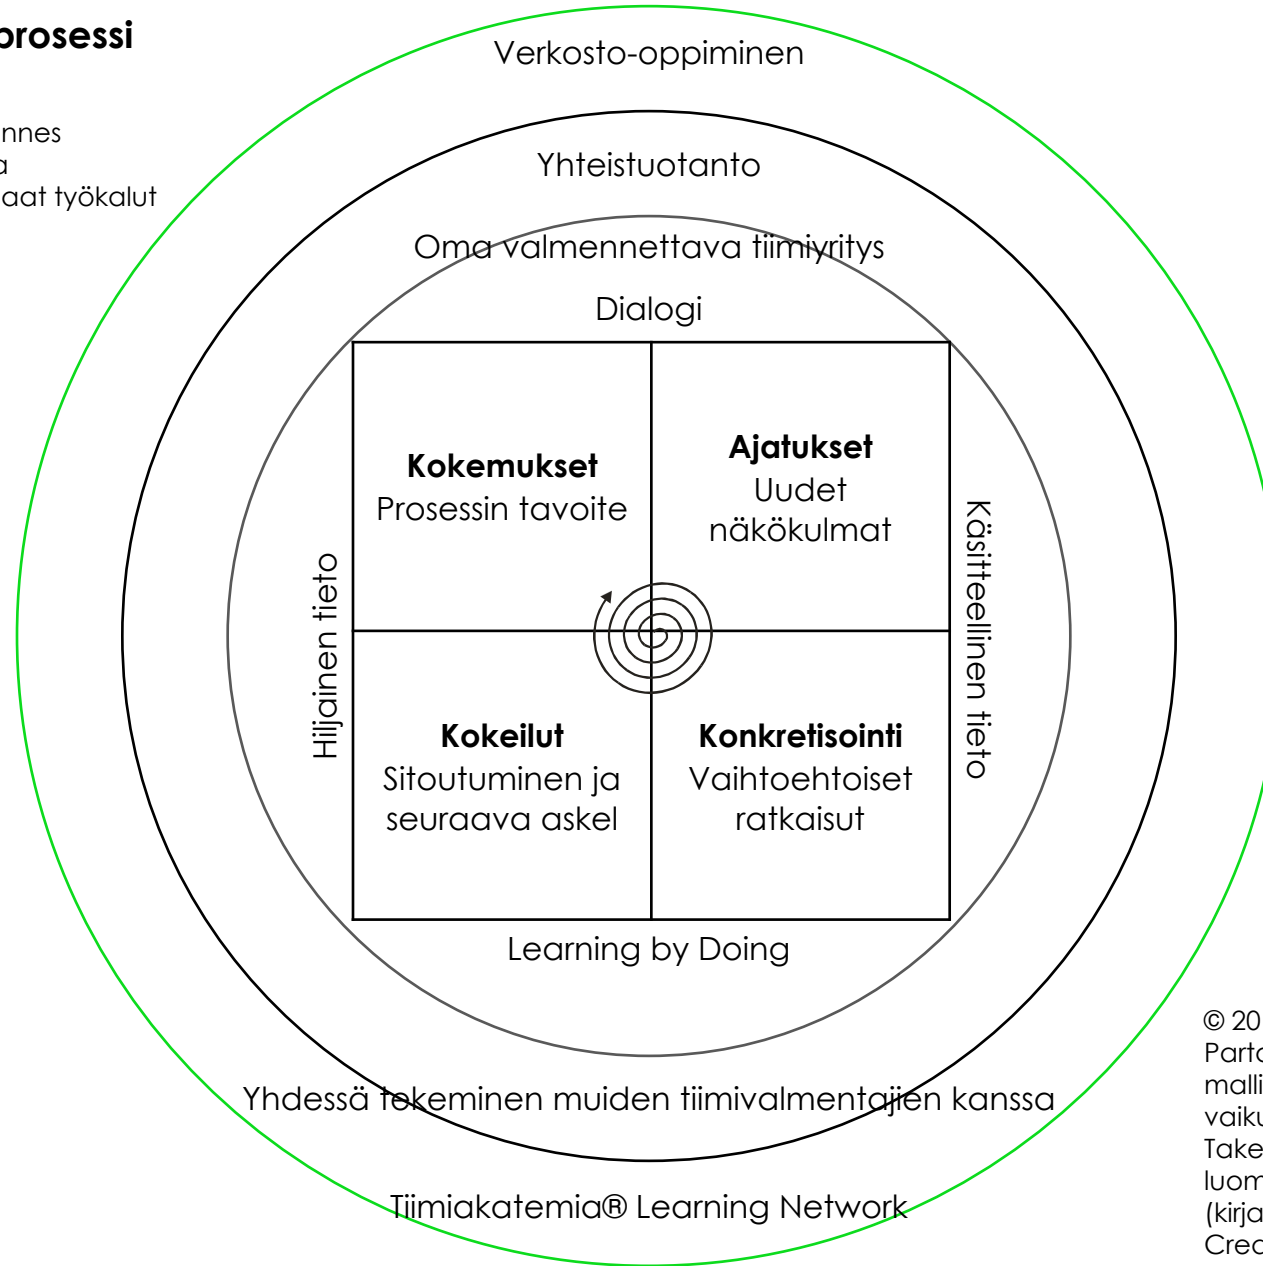 prosessi
Verkosto-oppiminen
aat työkalut
Yhteistuotanto
Oma valmennettava tiimiyritys
Dialogi
Kokemukset
Prosessin tavoite
Ajatukset
Uudet
näkökulmat
Hiljainen tieto
Käsitteellinen tieto
Kokeilut
Sitoutuminen ja
seuraava askel
Konkretisointi
Vaihtoehtoiset
ratkaisut
Learning by Doing
Yhdessä tekeminen muiden tiimivalmentajien kanssa
Tiimiakatemia® Learning Network
© 20
Parta
malli
vaiku
Take
luom
(kirja
Crea